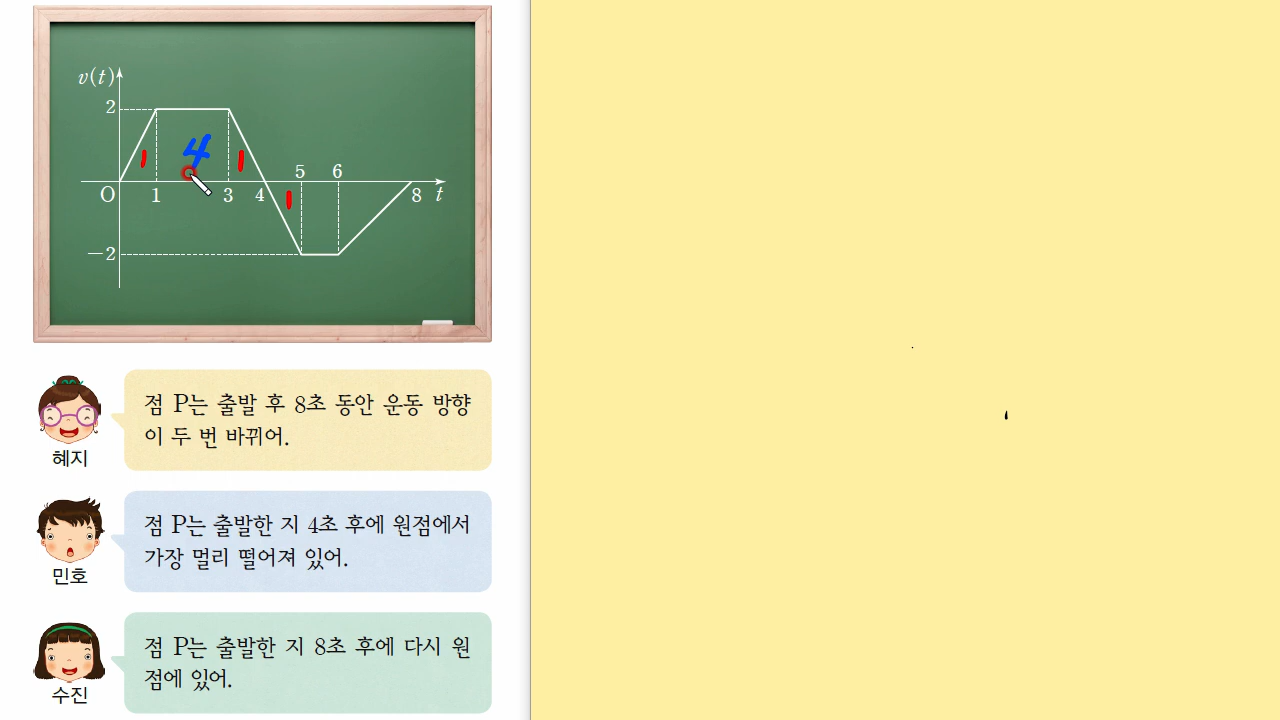 v(t)
2
1
4
1
5 6
O 1 3 4 8 t
1
-2
점 P는 출발 후 8초 동안 운동 방향
이 두 번 바뀌어.
혜지
점 P는 출발한 지 4초 후에 원점에서
가장 멀리 떨어져 있어.
민호
점 P는 출발한 지 8초 후에 다시 원
점에 있어.
수진